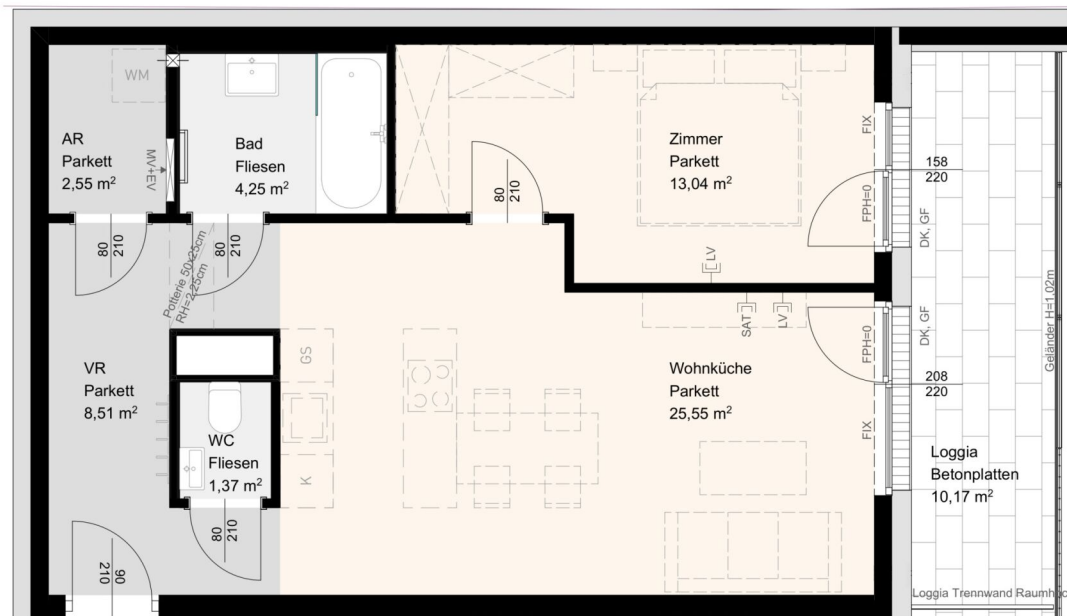 WM
AR
Parkett
2,55 m²
MV+EV
Bad
Fliesen
4,25 m²
Zimmer
Parkett
13,04 m²
FIX
158
220
FPH=0
DK, GF
80
210
80
210
80
210
LV
Potterie 50x25cm
RH=2,25cm
SAT
LV
FPH=0
DK, GF
Geländer H=1,02m
VR
Parkett
8,51 m²
GS
Wohnküche
Parkett
25,55 m²
208
220
FIX
WC
Fliesen
1,37 m²
K
Loggia
Betonplatten
10,17 m²
80
210
90
210
Loggia Trennwand